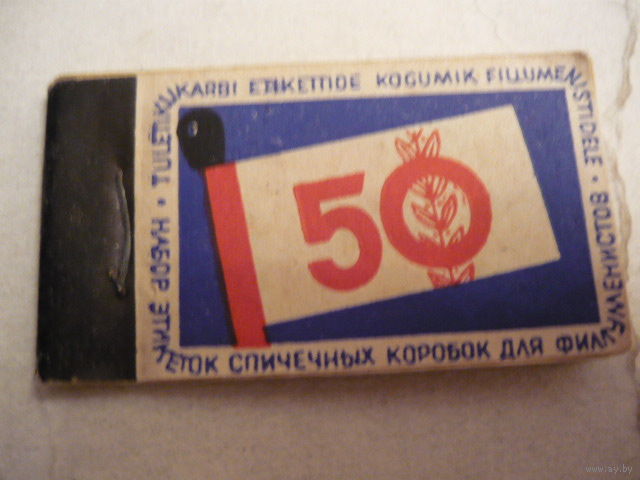 TULETIKUKARBI ETIKETTIDE KOGUMIK FILUMENISTIDELE •
НАБОР ЭТИКЕТОК СПИЧЕЧНЫХ КОРОБОК ДЛЯ ФИЛУМЕНИСТОВ •
50
www.ay.by